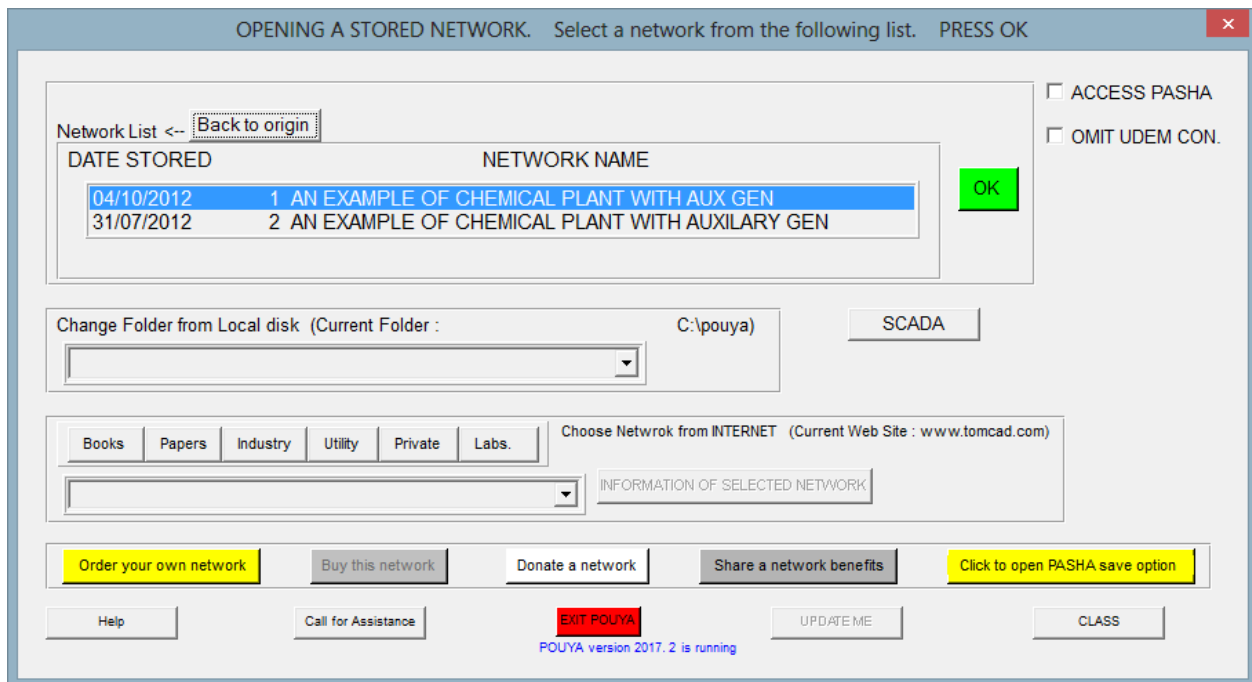 OPENING A STORED NETWORK. Select a network from the following list. PRESS OK
ACCESS PASHA
OMIT UDEM CON.
Network List <-- Back to origin
DATE STORED NETWORK NAME
04/10/2012 1 AN EXAMPLE OF CHEMICAL PLANT WITH AUX GEN
31/07/2012 2 AN EXAMPLE OF CHEMICAL PLANT WITH AUXILARY GEN
OK
Change Folder from Local disk (Current Folder : C:\pouya)
SCADA
Books Papers Industry Utility Private Labs.
Choose Netwrok from INTERNET (Current Web Site : www.tomcad.com)
INFORMATION OF SELECTED NETWORK
Order your own network Buy this network Donate a network Share a network benefits Click to open PASHA save option
Help Call for Assistance EXIT POUYA UPDATE ME CLASS
POUYA version 2017. 2 is running